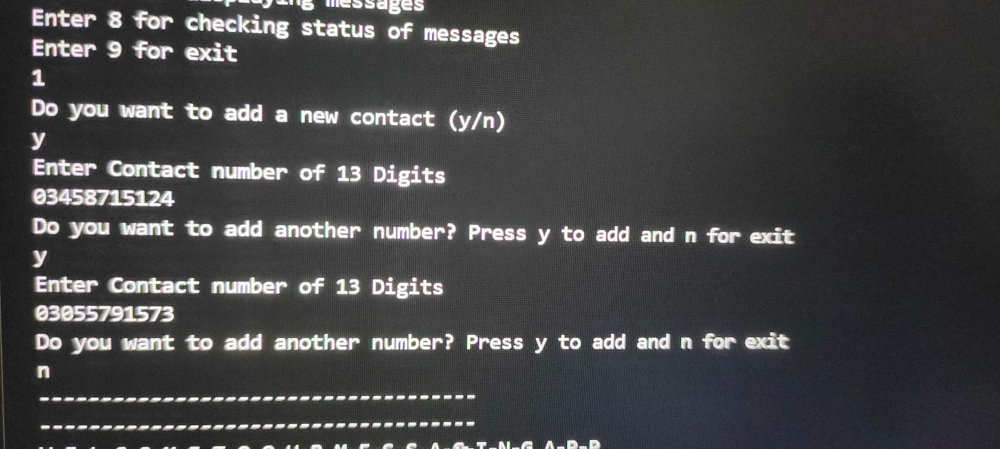 messages
Enter 8 for checking status of messages
Enter 9 for exit
1
Do you want to add a new contact (y/n)
y
Enter Contact number of 13 Digits
03458715124
Do you want to add another number? Press y to add and n for exit
y
Enter Contact number of 13 Digits
03055791573
Do you want to add another number? Press y to add and n for exit
n
------------------------------------
------------------------------------